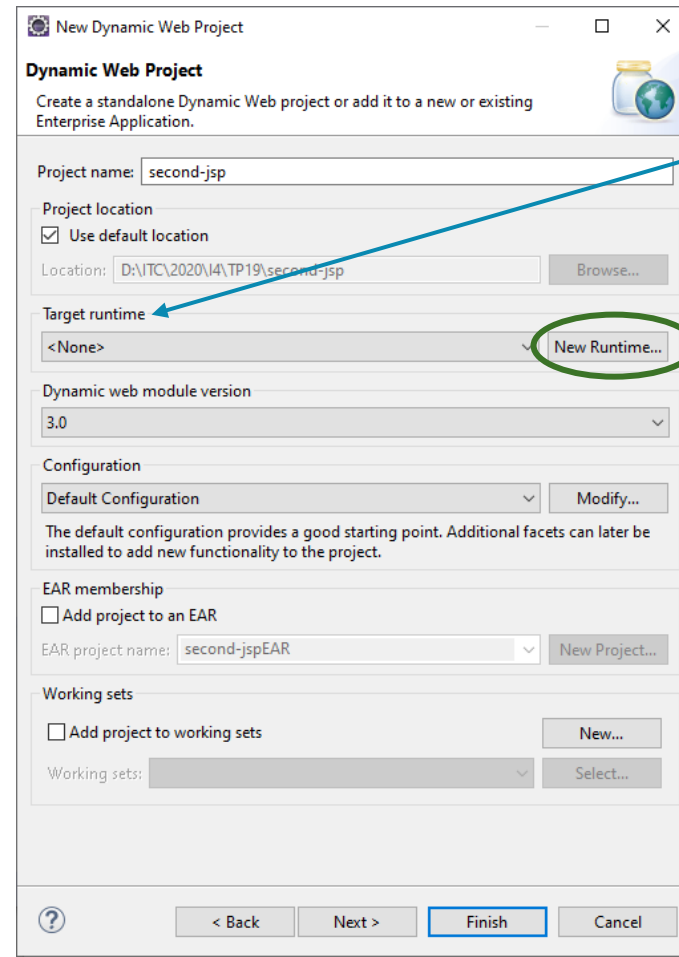 New Dynamic Web Project
Dynamic Web Project
Create a standalone Dynamic Web project or add it to a new or existing
Enterprise Application.
Project name: second-jsp
Project location
Use default location
Location: D:\ITC\2020\I4\TP19\second-jsp Browse...
Target runtime
<None> New Runtime...
Dynamic web module version
3.0
Configuration
Default Configuration Modify...
The default configuration provides a good starting point. Additional facets can later be
installed to add new functionality to the project.
EAR membership
Add project to an EAR
EAR project name: second-jspEAR New Project...
Working sets
Add project to working sets New...
Working sets: Select...
? < Back Next > Finish Cancel